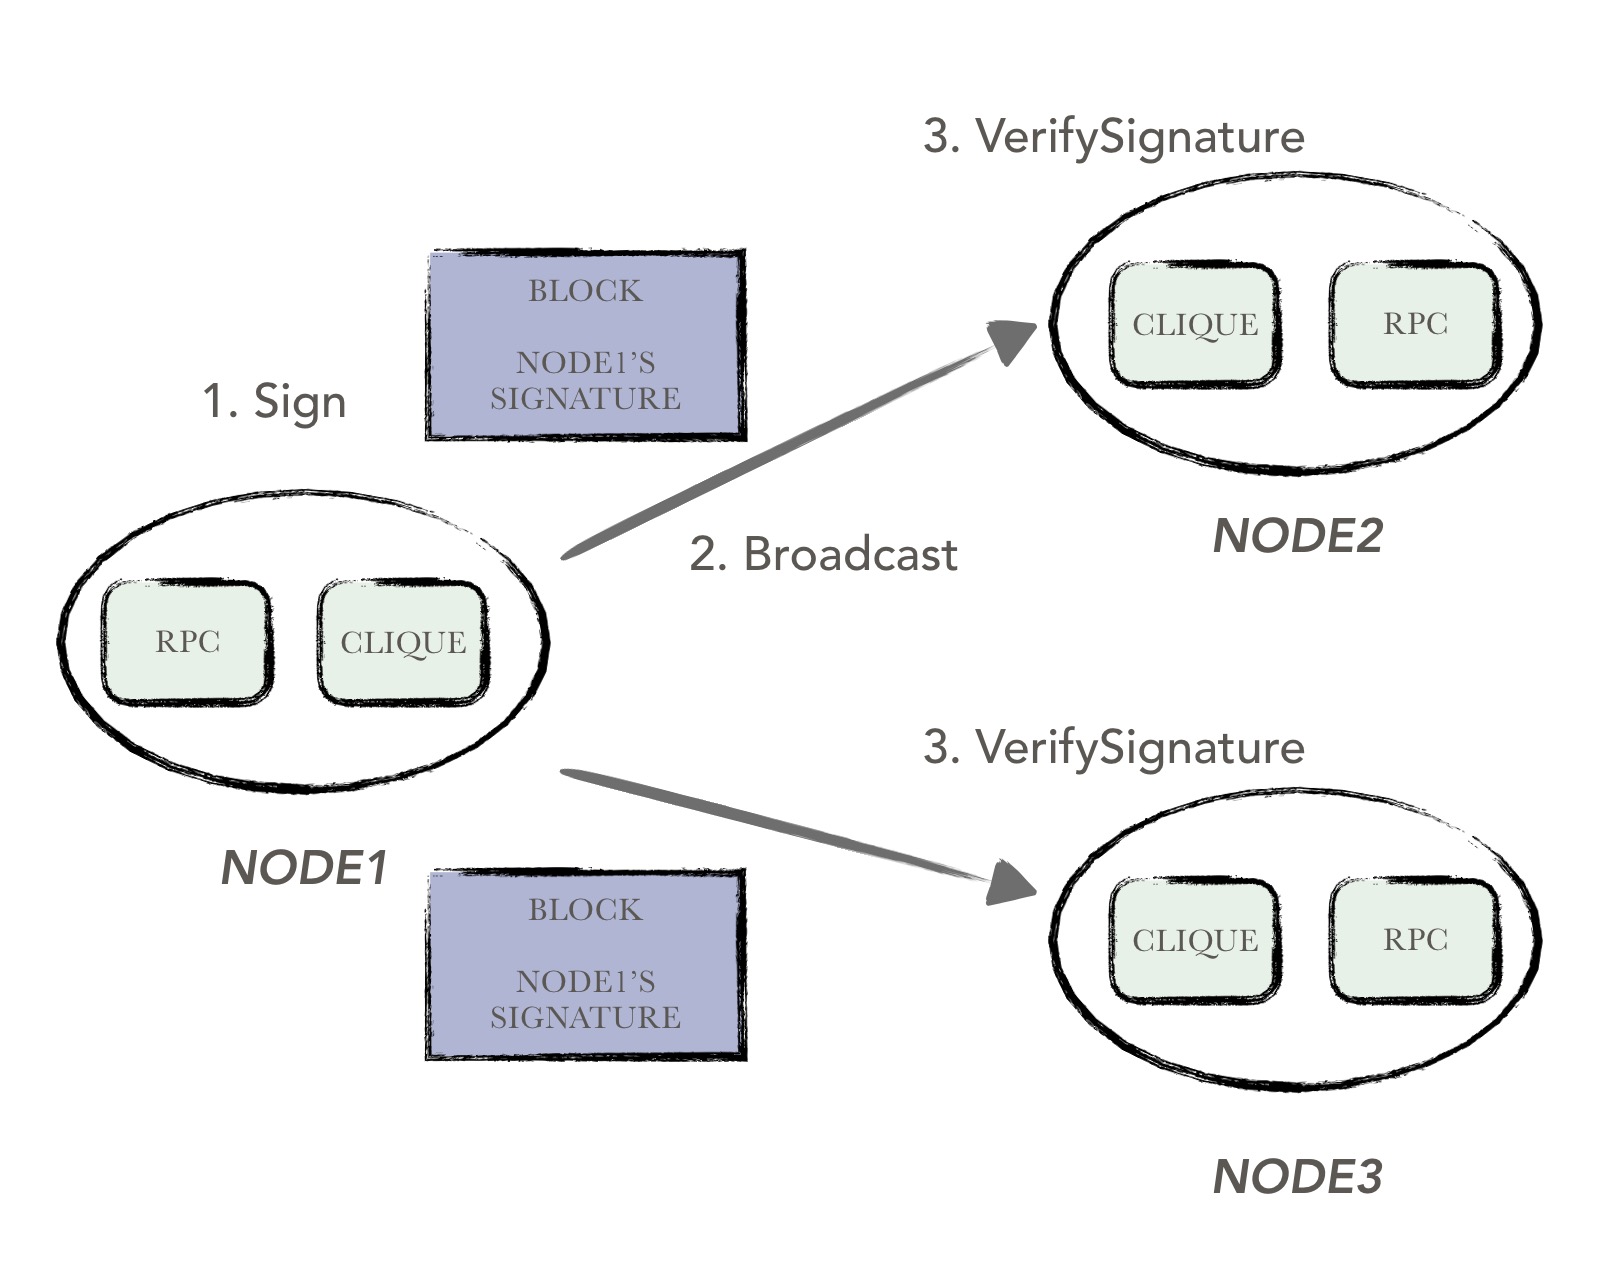 3. VerifySignature
BLOCK
NODE1’S
SIGNATURE
CLIQUE
RPC
1. Sign
NODE2
2. Broadcast
RPC
CLIQUE
NODE1
3. VerifySignature
BLOCK
NODE1’S
SIGNATURE
CLIQUE
RPC
NODE3